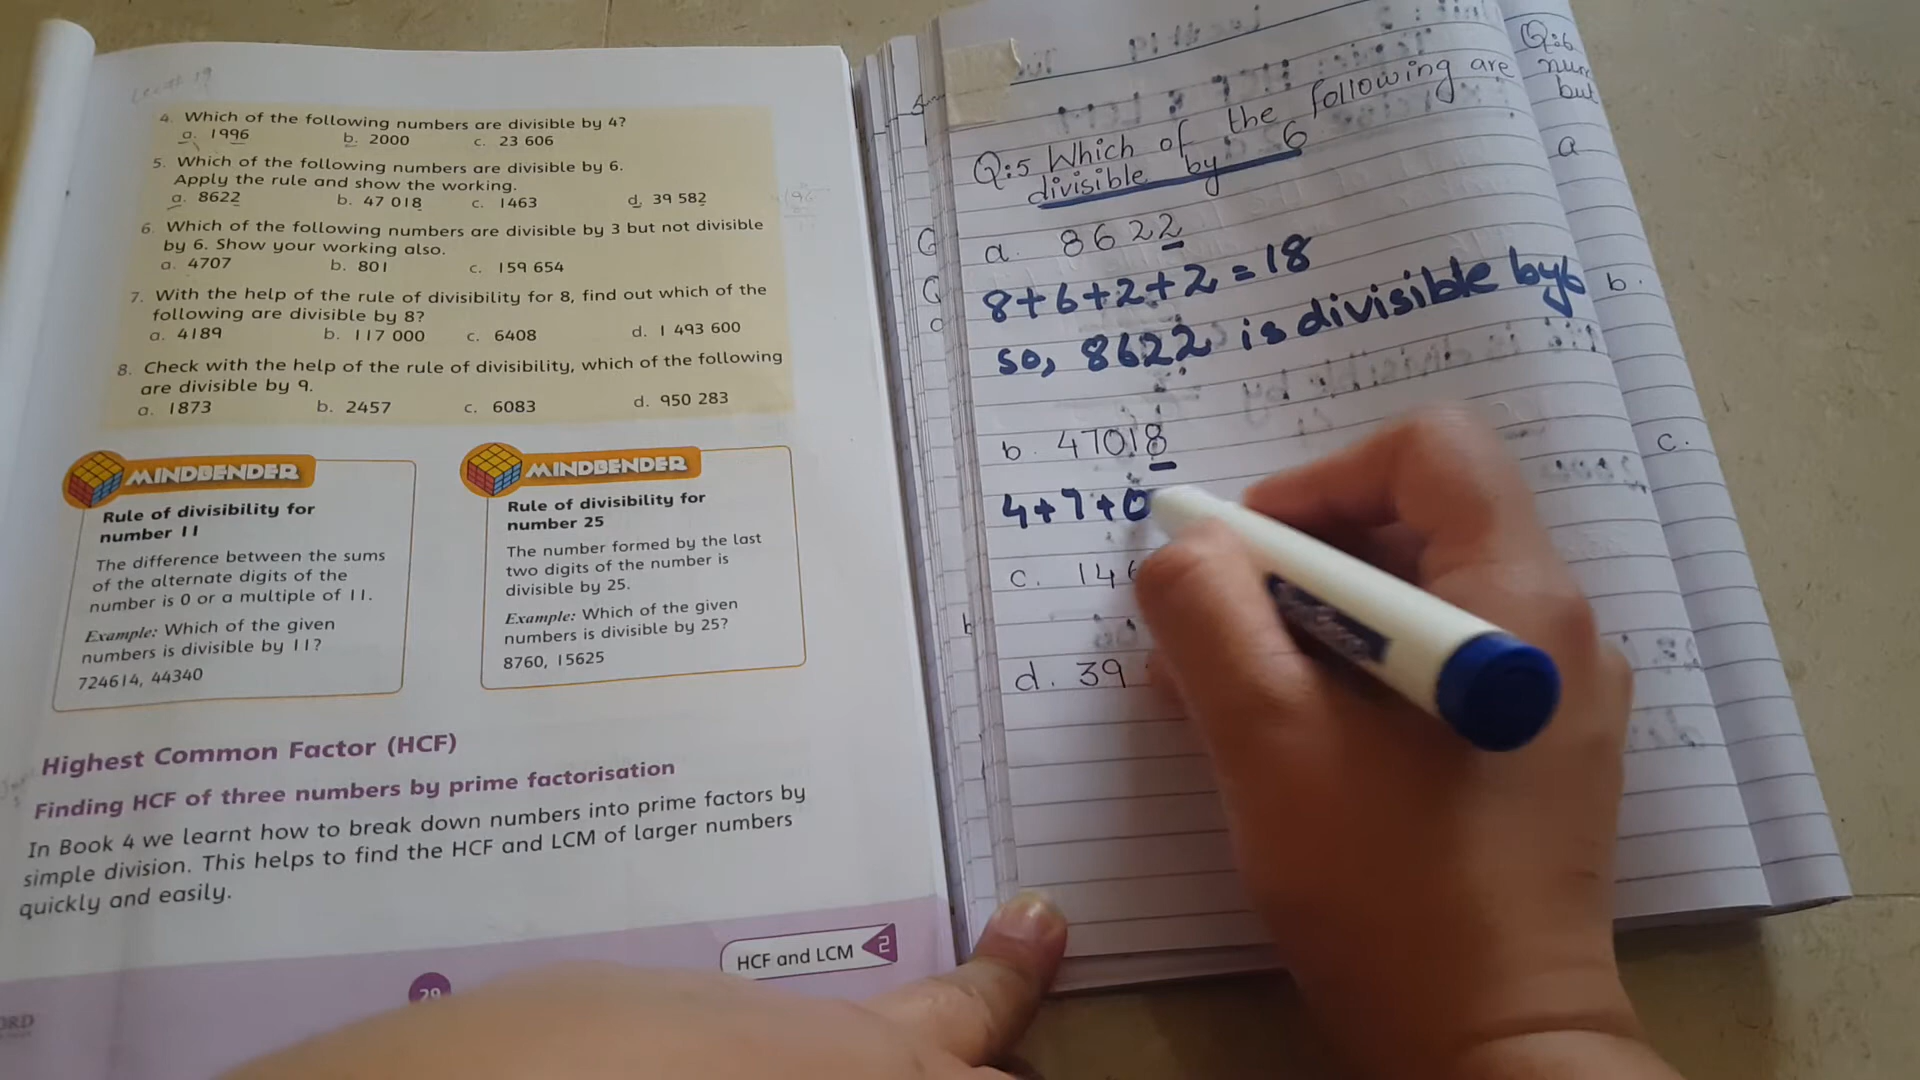 4. Which of the following numbers are divisible by 4?
a. 1996 b. 2000 c. 23 606
5. Which of the following numbers are divisible by 6.
Apply the rule and show the working.
a. 8622 b. 47 018 c. 1463 d. 39 582
6. Which of the following numbers are divisible by 3 but not divisible
by 6. Show your working also.
a. 4707 b. 801 c. 159 654
7. With the help of the rule of divisibility for 8, find out which of the
following are divisible by 8?
a. 4189 b. 117 000 c. 6408 d. 1 493 600
8. Check with the help of the rule of divisibility, which of the following
are divisible by 9.
a. 1873 b. 2457 c. 6083 d. 950 283
MINDBENDER
Rule of divisibility for
number 11
The difference between the sums
of the alternate digits of the
number is 0 or a multiple of 11.
Example: Which of the given
numbers is divisible by 11?
724614, 44340
MINDBENDER
Rule of divisibility for
number 25
The number formed by the last
two digits of the number is
divisible by 25.
Example: Which of the given
numbers is divisible by 25?
8760, 15625
Highest Common Factor (HCF)
Finding HCF of three numbers by prime factorisation
In Book 4 we learnt how to break down numbers into prime factors by
simple division. This helps to find the HCF and LCM of larger numbers
quickly and easily.
HCF and LCM 2
29
Q:5 Which of the following are
divisible by 6
a. 8622
8+6+2+2=18
so, 8622 is divisible by 6
b. 47018
4+7+0
c. 146
d. 39
Q:6
but
a
b.
c.